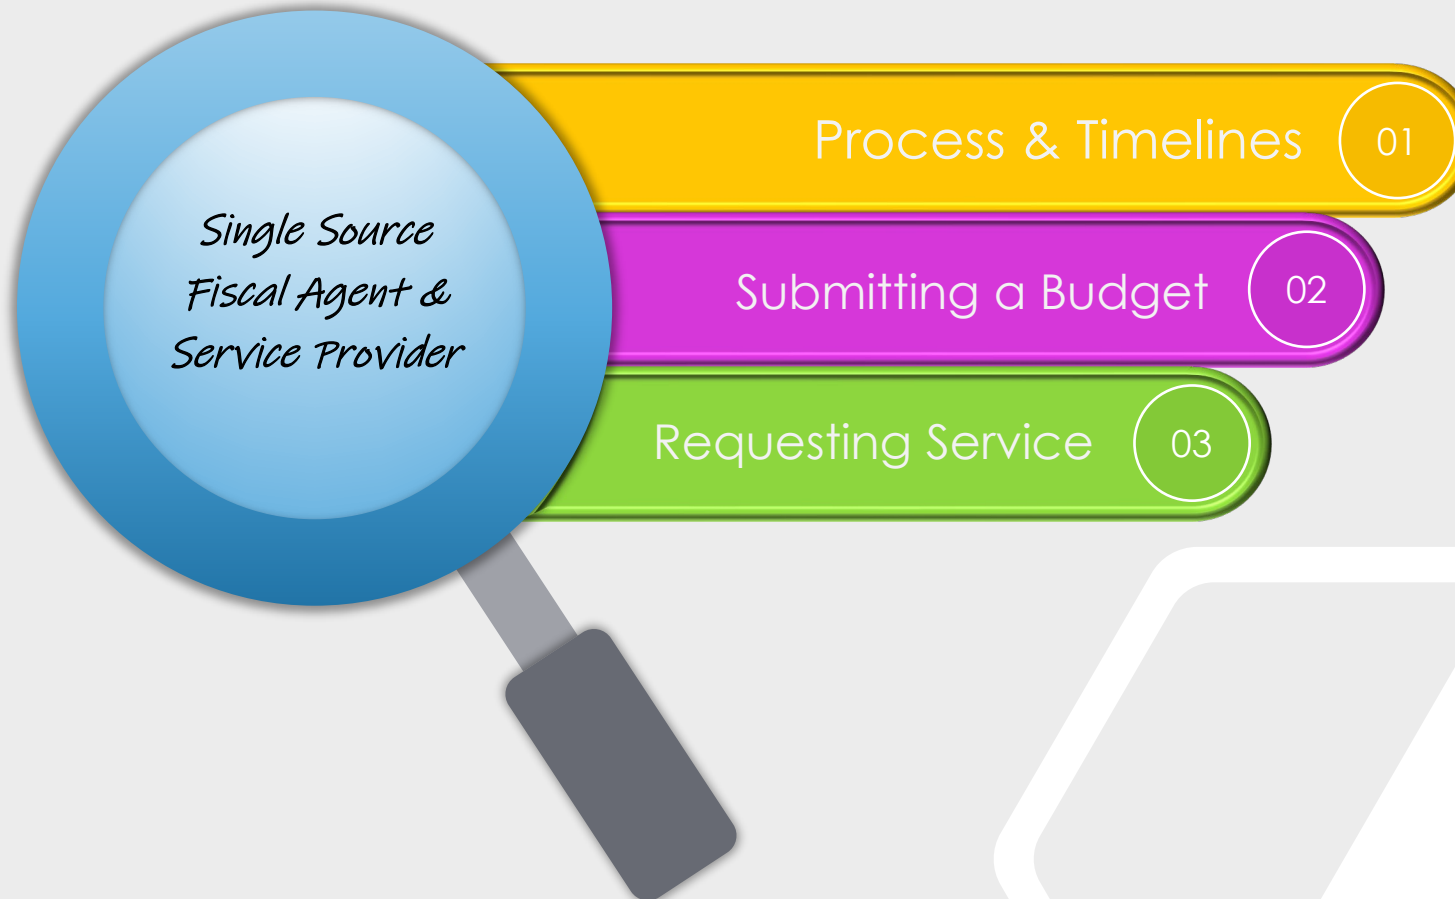 Single Source
Fiscal Agent &
Service Provider
Process & Timelines 01
Submitting a Budget 02
Requesting Service 03